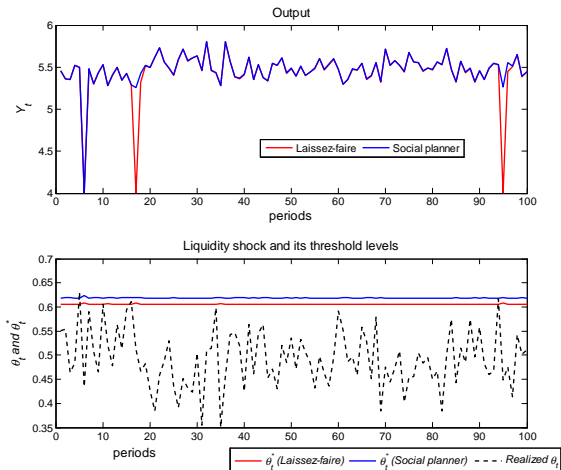 Output
6
5.5
5
4.5
4
Y_t
Laissez-faire Social planner
0 10 20 30 40 50 60 70 80 90 100
periods
Liquidity shock and its threshold levels
0.7
0.65
0.6
0.55
0.5
0.45
0.4
0.35
θ_t and θ_t^*
0 10 20 30 40 50 60 70 80 90 100
periods
θ_t^* (Laissez-faire) θ_t^* (Social planner) Realized θ_t